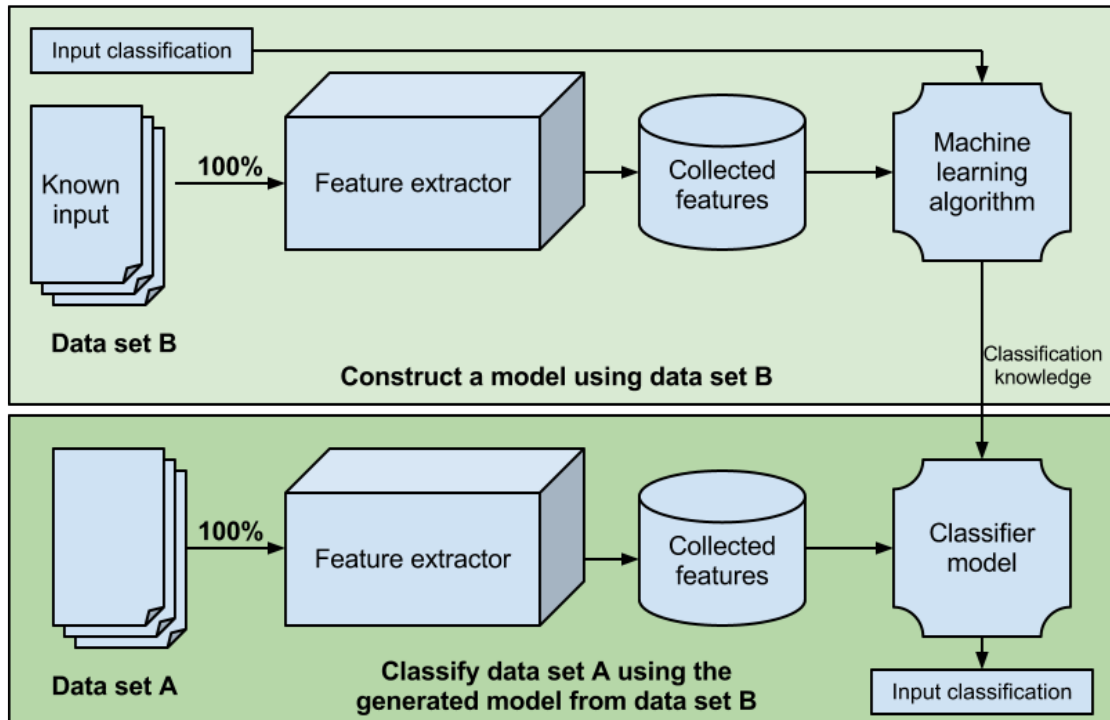 Input classification
Known
input
100%
Feature extractor
Collected
features
Machine
learning
algorithm
Data set B
Construct a model using data set B
Classification
knowledge
100%
Feature extractor
Collected
features
Classifier
model
Data set A
Classify data set A using the
generated model from data set B
Input classification